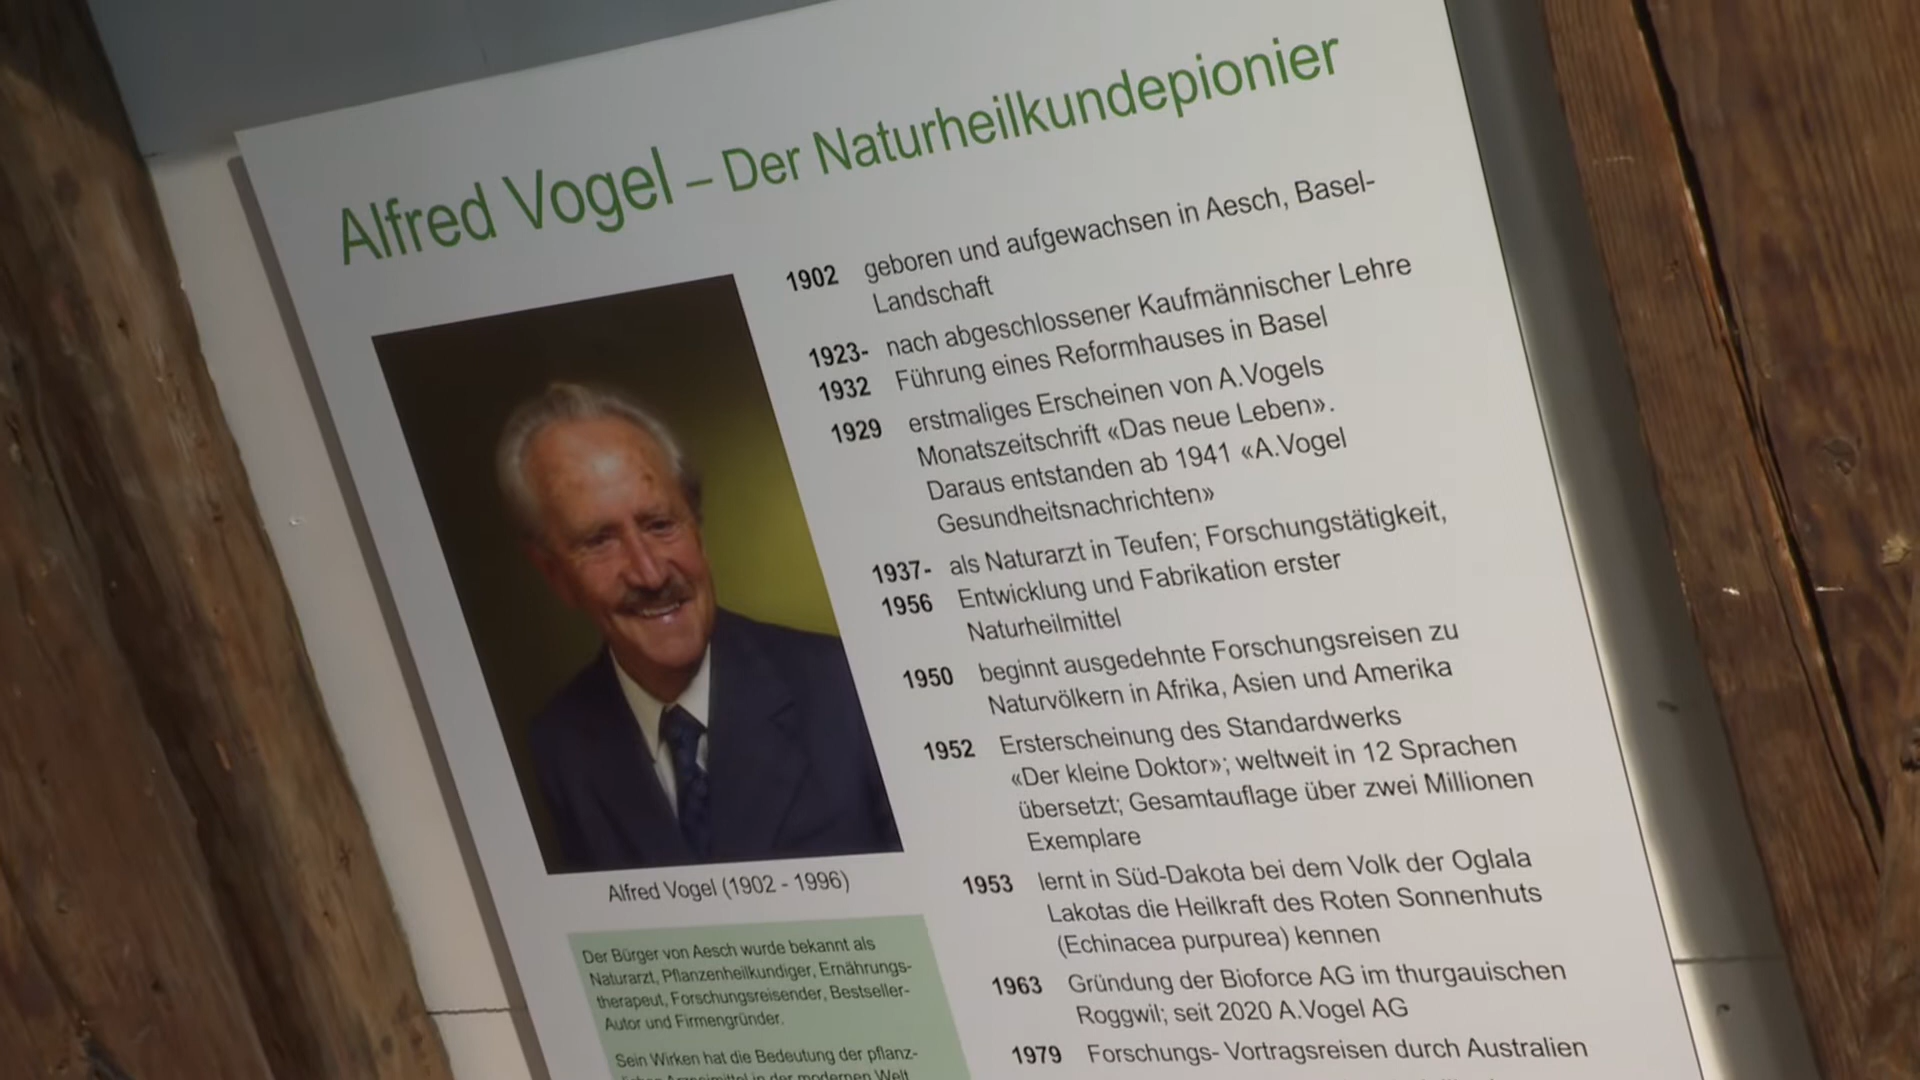 Alfred Vogel – Der Naturheilkundepionier
1902 geboren und aufgewachsen in Aesch, Basel-
Landschaft
1923- nach abgeschlossener Kaufmännischer Lehre
1932 Führung eines Reformhauses in Basel
1929 erstmaliges Erscheinen von A.Vogels
Monatszeitschrift «Das neue Leben».
Daraus entstanden ab 1941 «A.Vogel
Gesundheitsnachrichten»
1937- als Naturarzt in Teufen; Forschungstätigkeit,
1956 Entwicklung und Fabrikation erster
Naturheilmittel
1950 beginnt ausgedehnte Forschungsreisen zu
Naturvölkern in Afrika, Asien und Amerika
1952 Ersterscheinung des Standardwerks
«Der kleine Doktor»; weltweit in 12 Sprachen
übersetzt; Gesamtauflage über zwei Millionen
Exemplare
1953 lernt in Süd-Dakota bei dem Volk der Oglala
Lakotas die Heilkraft des Roten Sonnenhuts
(Echinacea purpurea) kennen
1963 Gründung der Bioforce AG im thurgauischen
Roggwil; seit 2020 A.Vogel AG
1979 Forschungs- Vortragsreisen durch Australien
Alfred Vogel (1902 - 1996)
Der Bürger von Aesch wurde bekannt als
Naturarzt, Pflanzenheilkundiger, Ernährungs-
therapeut, Forschungsreisender, Bestseller-
Autor und Firmengründer.
Sein Wirken hat die Bedeutung der pflanz-
in der modernen Welt